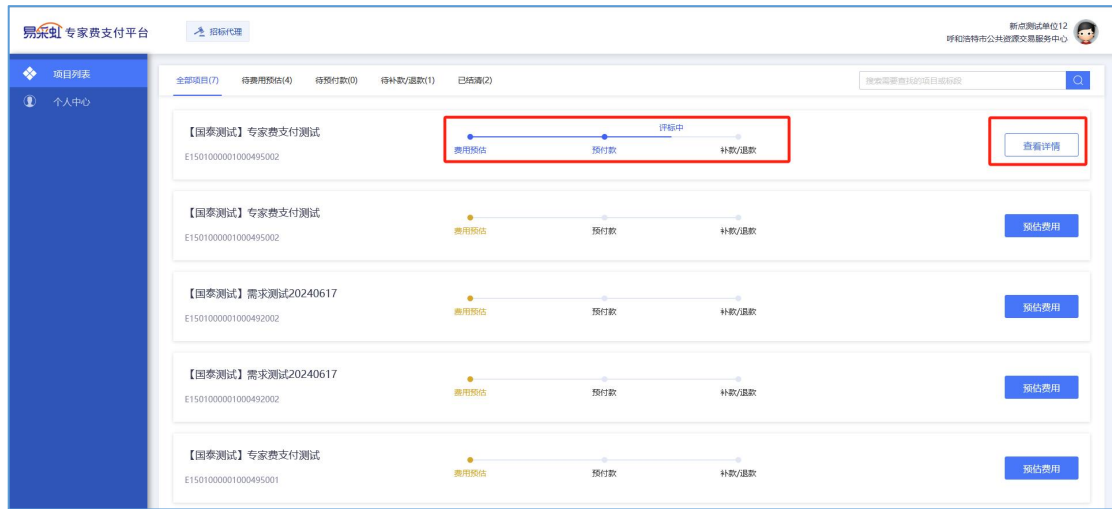 易采虹 专家费支付平台
招标代理
新点测试单位12
呼和浩特市公共资源交易服务中心
项目列表
个人中心
全部项目(7) 待费用预估(4) 待预付款(0) 待补款/退款(1) 已结清(2)
搜索需要查找的项目或标段
【国泰测试】专家费支付测试
E1501000001000495002
评标中
费用预估 预付款 补款/退款
查看详情
【国泰测试】专家费支付测试
E1501000001000495002
费用预估 预付款 补款/退款
预估费用
【国泰测试】需求测试20240617
E1501000001000492002
费用预估 预付款 补款/退款
预估费用
【国泰测试】需求测试20240617
E1501000001000492002
费用预估 预付款 补款/退款
预估费用
【国泰测试】专家费支付测试
E1501000001000495001
费用预估 预付款 补款/退款
预估费用